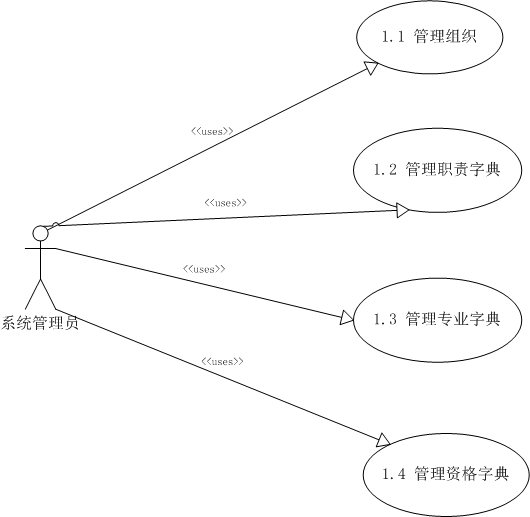 1.1 管理组织
<<uses>>
1.2 管理职责字典
<<uses>>
<<uses>>
1.3 管理专业字典
系统管理员
<<uses>>
1.4 管理资格字典